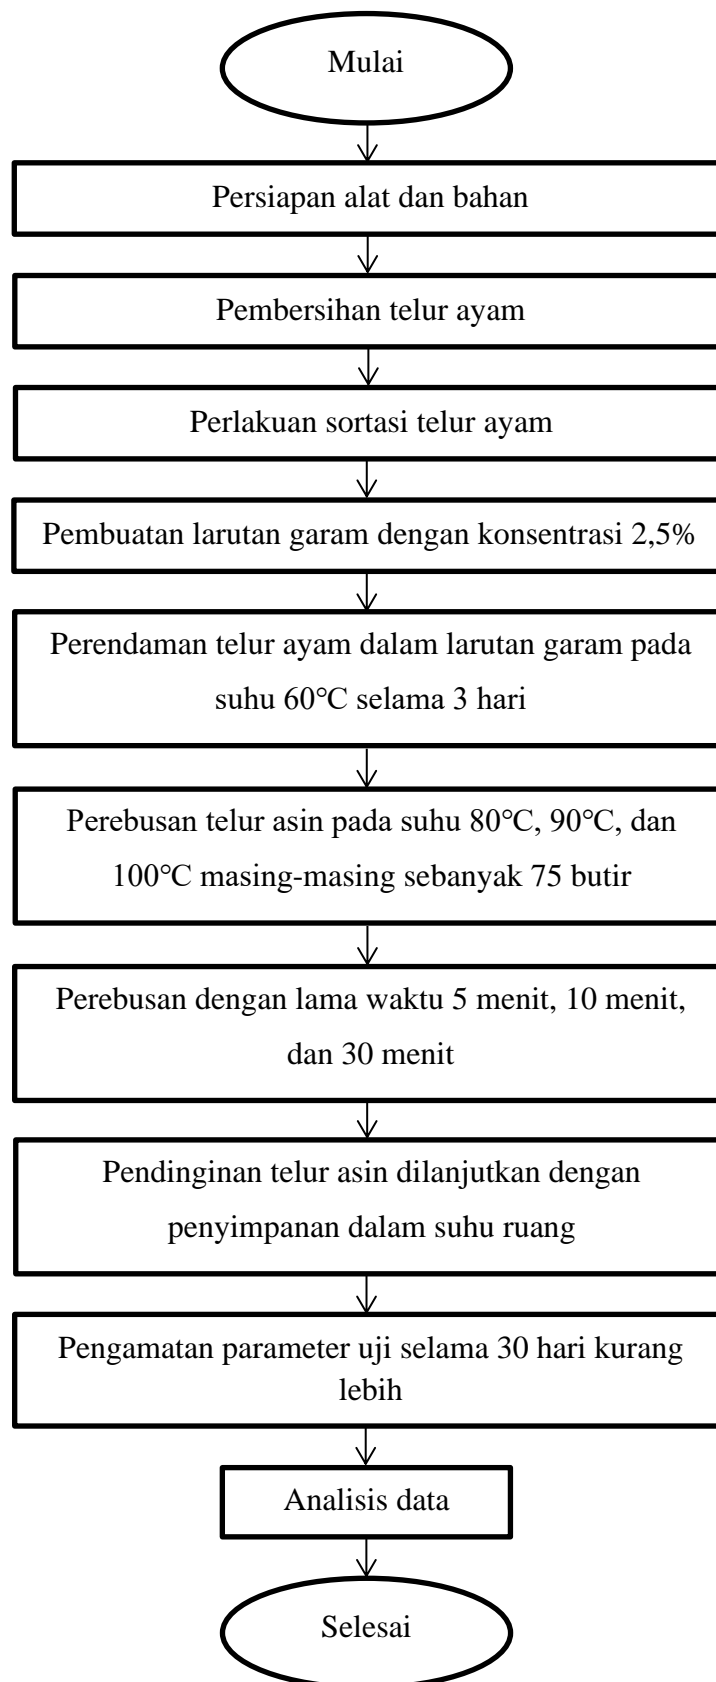 Mulai
Persiapan alat dan bahan
Pembersihan telur ayam
Perlakuan sortasi telur ayam
Pembuatan larutan garam dengan konsentrasi 2,5%
Perendaman telur ayam dalam larutan garam pada
suhu 60°C selama 3 hari
Perebusan telur asin pada suhu 80°C, 90°C, dan
100°C masing-masing sebanyak 75 butir
Perebusan dengan lama waktu 5 menit, 10 menit,
dan 30 menit
Pendinginan telur asin dilanjutkan dengan
penyimpanan dalam suhu ruang
Pengamatan parameter uji selama 30 hari kurang
lebih
Analisis data
Selesai